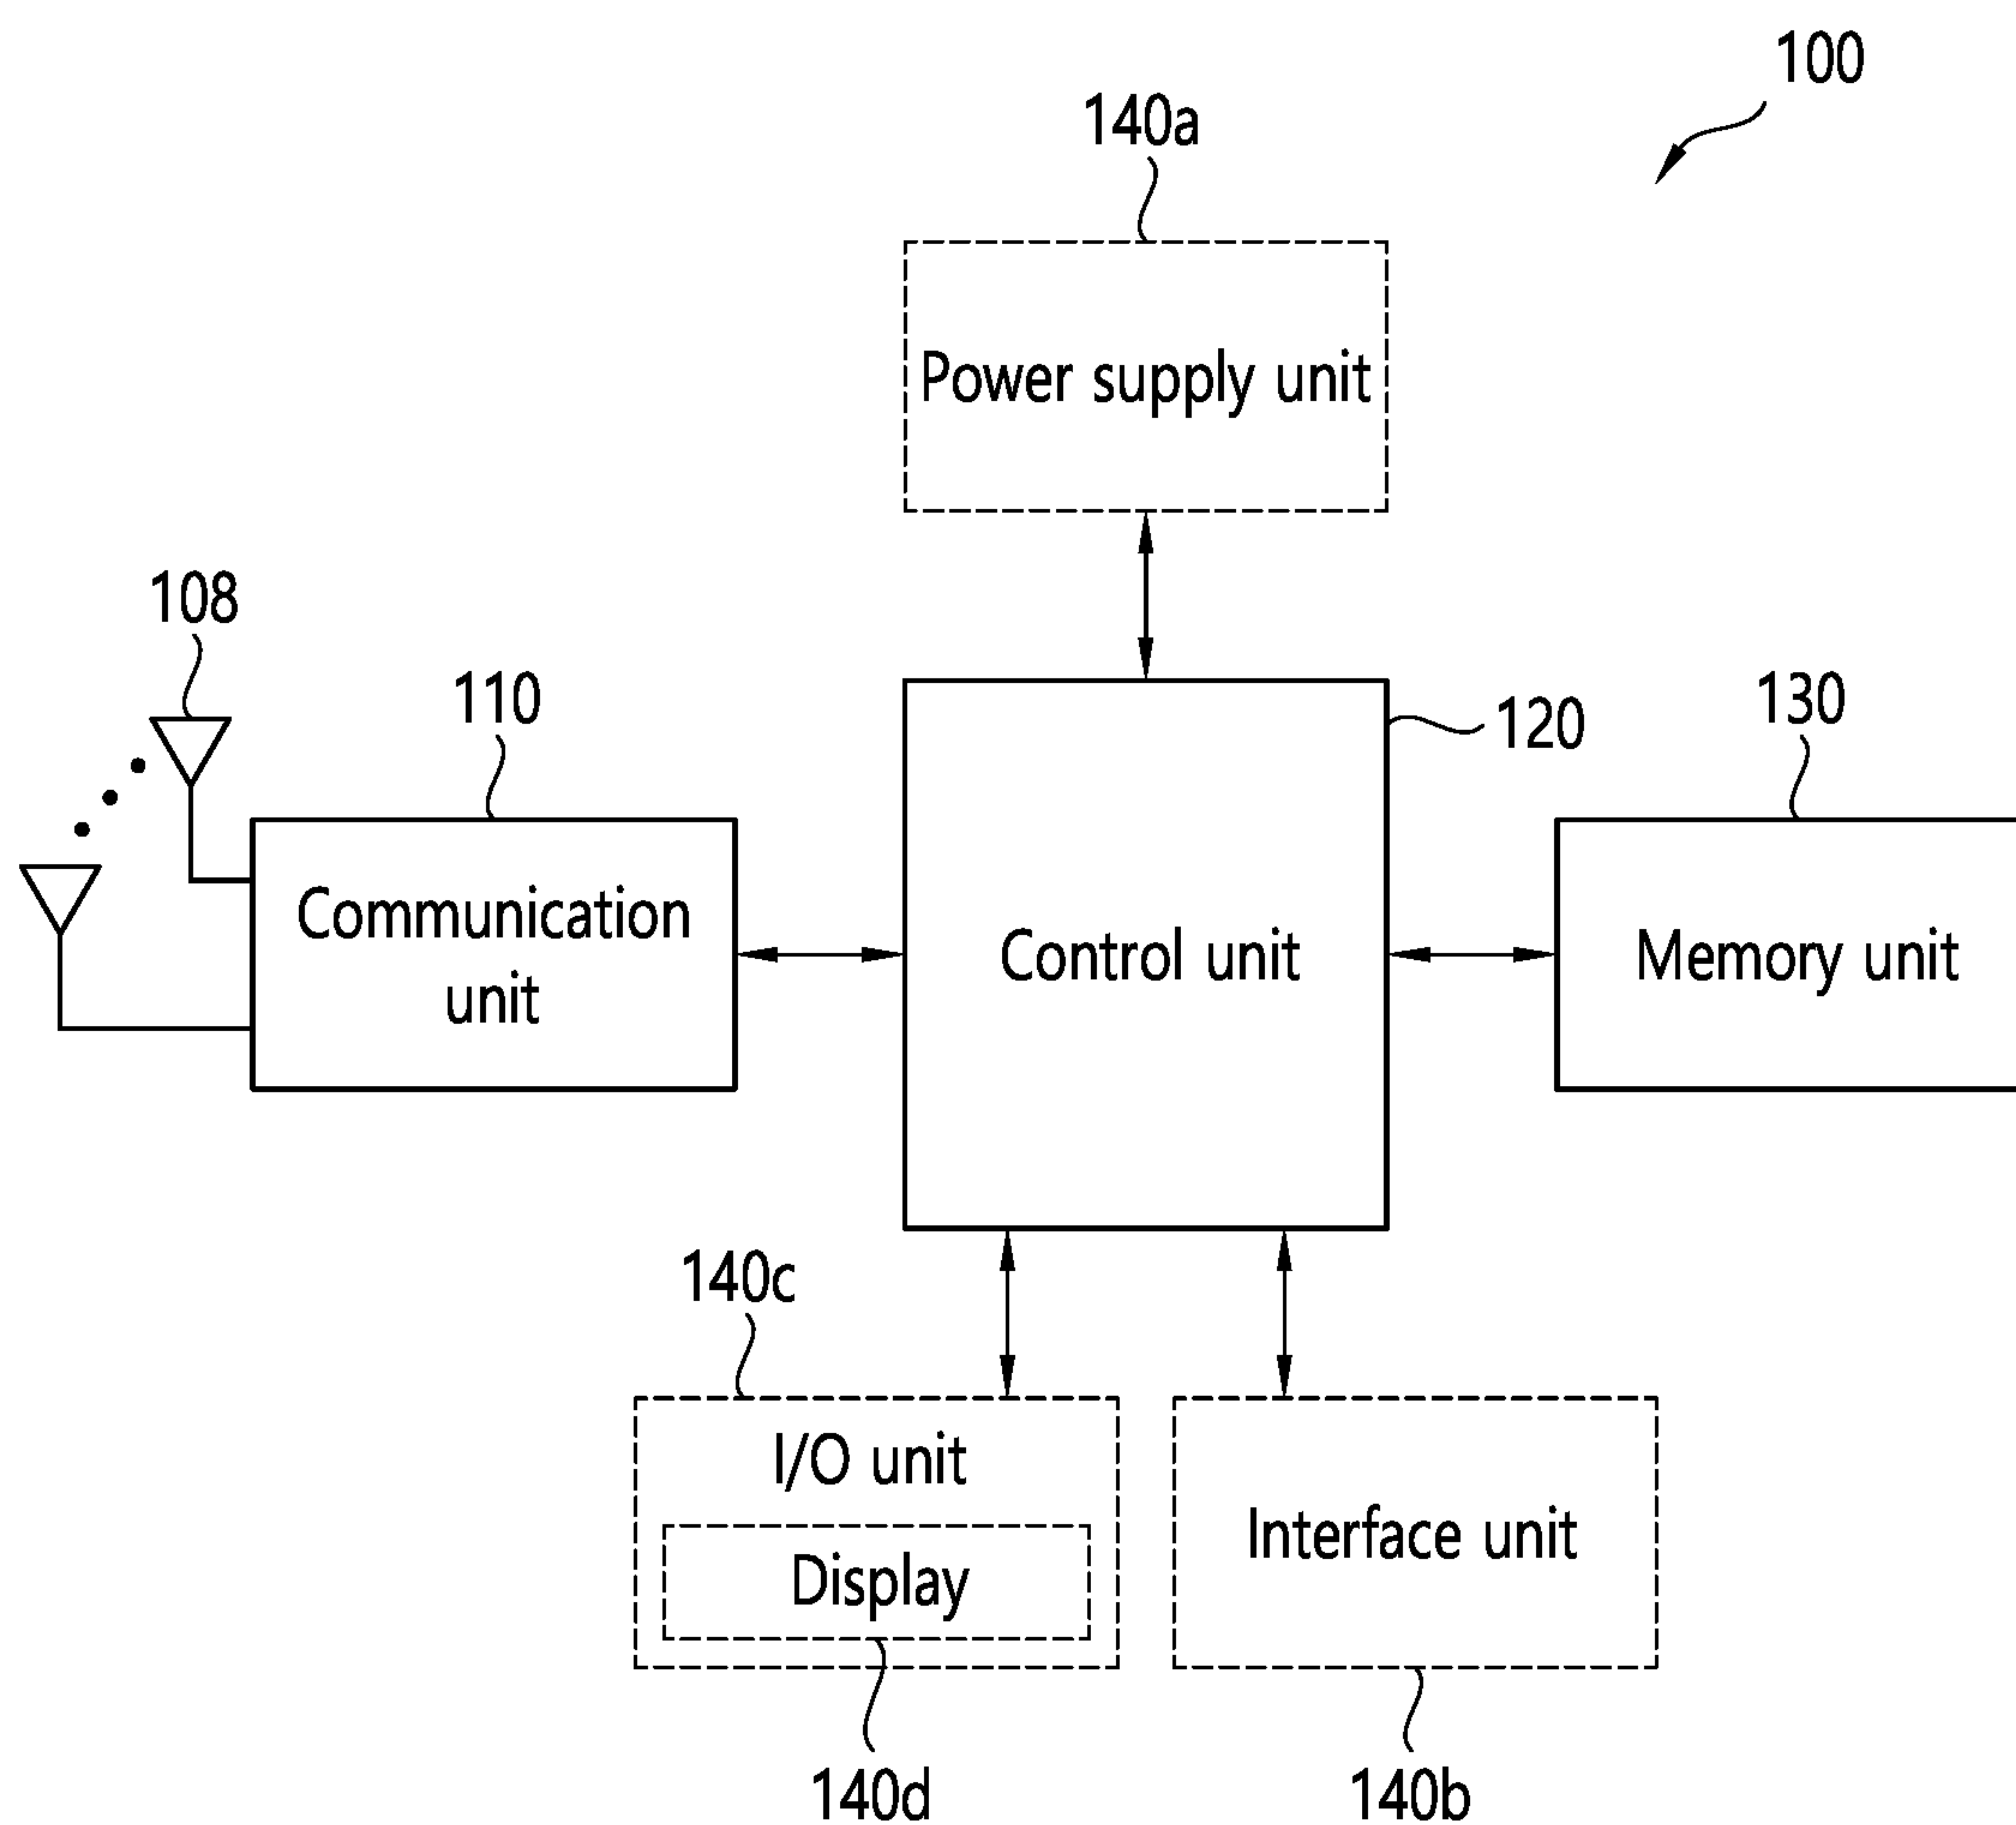 100
140a
Power supply unit
108
110
120
130
Communication
unit
Control unit
Memory unit
140c
I/O unit
Display
Interface unit
140d
140b